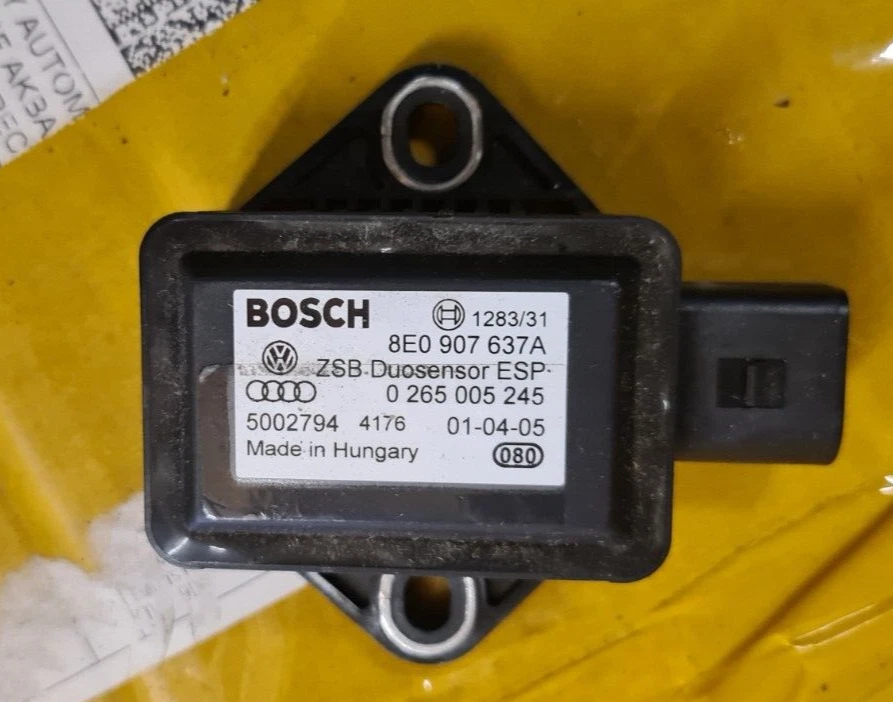 Y AUTOM
BOSCH
1283/31
8E0 907 637A
ZSB Duosensor ESP
0 265 005 245
5002794 4176 01-04-05
Made in Hungary 080